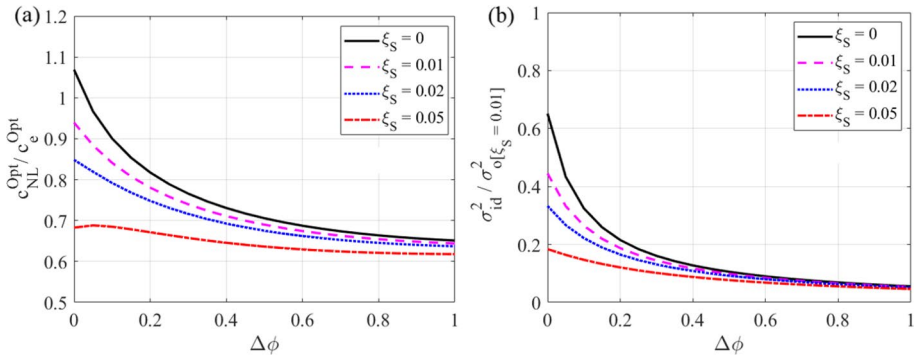 (a)
c_NL^Opt / c_e^Opt
1.2
1.1
1
0.9
0.8
0.7
0.6
0.5
0 0.2 0.4 0.6 0.8 1
Δϕ
ξ_S = 0
ξ_S = 0.01
ξ_S = 0.02
ξ_S = 0.05
(b)
σ_id^2 / σ_o[ξ_S = 0.01]^2
1
0.8
0.6
0.4
0.2
0
0 0.2 0.4 0.6 0.8 1
Δϕ
ξ_S = 0
ξ_S = 0.01
ξ_S = 0.02
ξ_S = 0.05